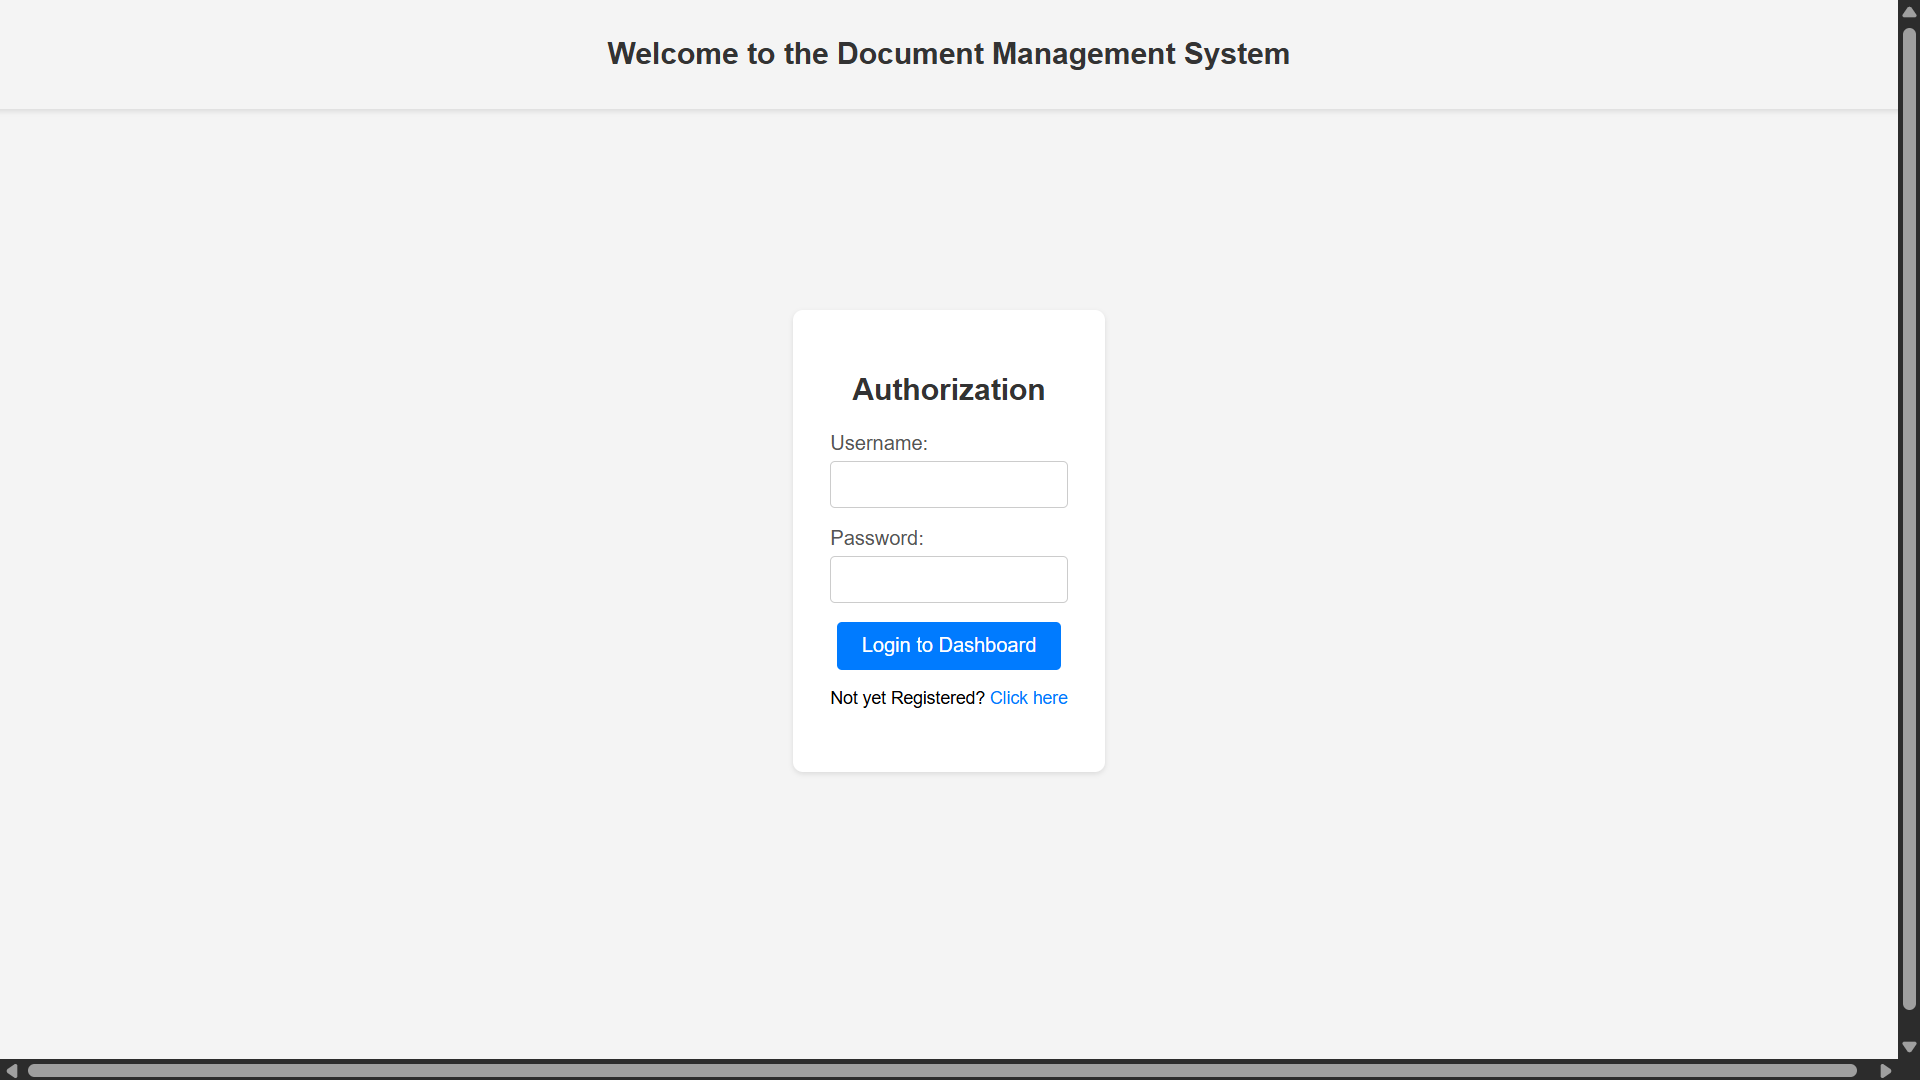 Welcome to the Document Management System
Authorization
Username:
Password:
Login to Dashboard
Not yet Registered? Click here